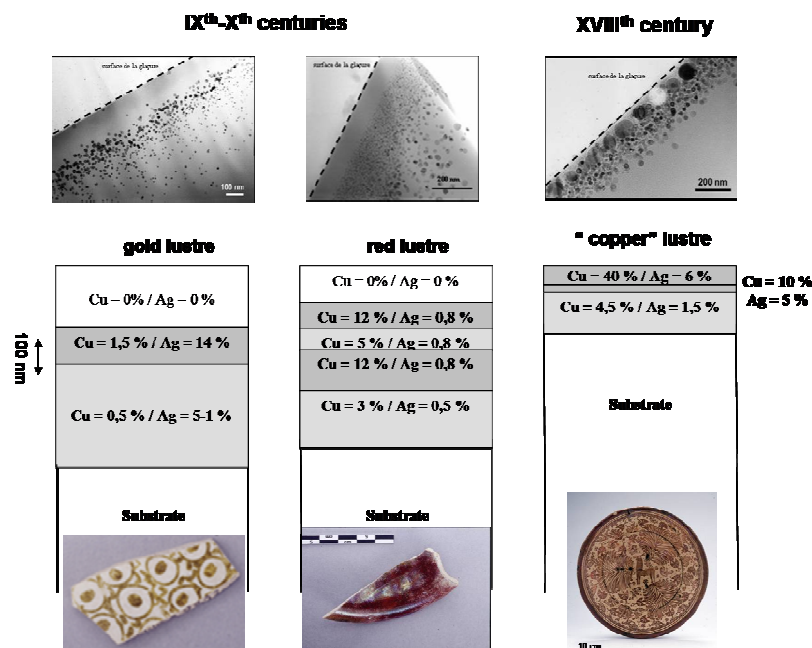 IXth-Xth centuries
XVIIIth century
surface de la glaçure
surface de la glaçure
surface de la glaçure
100 nm
200 nm
200 nm
gold lustre
red lustre
“ copper” lustre
Cu – 0% / Ag – 0 %
Cu = 1,5 % / Ag = 14 %
Cu = 0,5 % / Ag = 5-1 %
Substrate
100 nm
Cu – 0% / Ag – 0 %
Cu = 12 % / Ag = 0,8 %
Cu = 5 % / Ag = 0,8 %
Cu = 12 % / Ag = 0,8 %
Cu = 3 % / Ag = 0,5 %
Substrate
Cu – 40 % / Ag – 6 %
Cu = 10 %
Ag = 5 %
Cu = 4,5 % / Ag = 1,5 %
Substrate